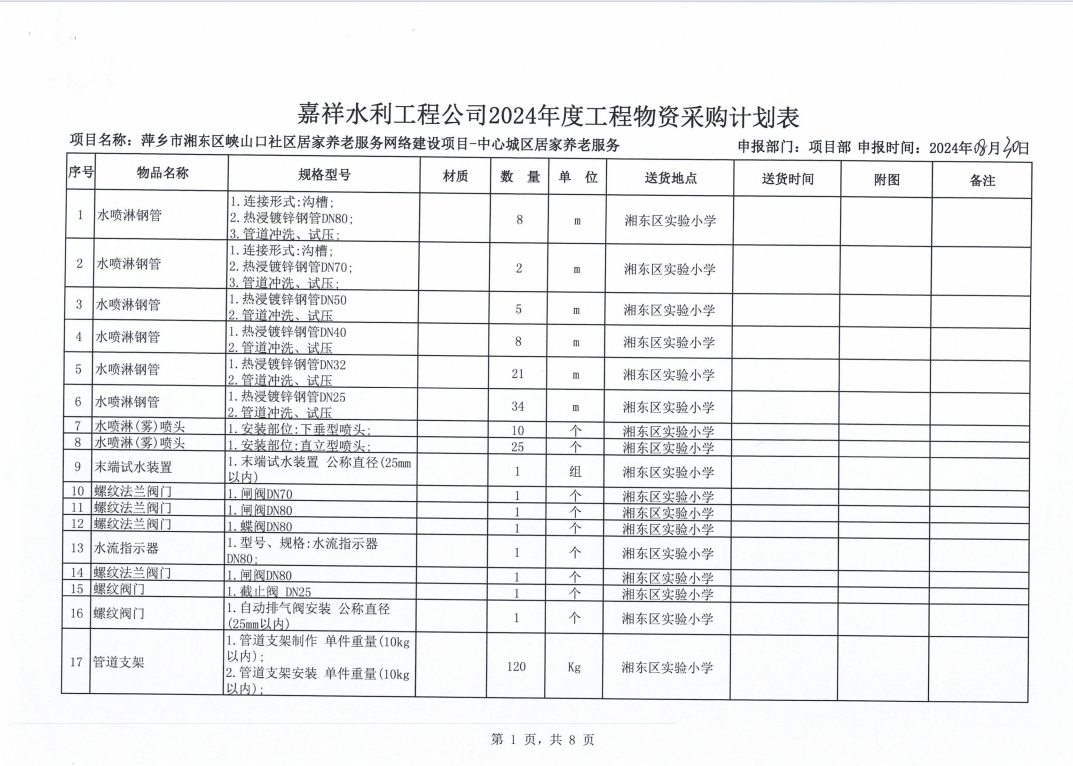 嘉祥水利工程公司2024年度工程物资采购计划表
项目名称：萍乡市湘东区峡山口社区居家养老服务网络建设项目-中心城区居家养老服务 申报部门：项目部 申报时间：2024年8月30日
序号 物品名称 规格型号 材质 数 量 单 位 送货地点 送货时间 附图 备注
1 水喷淋钢管 1.连接形式:沟槽;
2.热浸镀锌钢管DN80;
3.管道冲洗、试压; 8 m 湘东区实验小学
2 水喷淋钢管 1.连接形式:沟槽;
2.热浸镀锌钢管DN70;
3.管道冲洗、试压; 2 m 湘东区实验小学
3 水喷淋钢管 1.热浸镀锌钢管DN50
2.管道冲洗、试压 5 m 湘东区实验小学
4 水喷淋钢管 1.热浸镀锌钢管DN40
2.管道冲洗、试压 8 m 湘东区实验小学
5 水喷淋钢管 1.热浸镀锌钢管DN32
2.管道冲洗、试压 21 m 湘东区实验小学
6 水喷淋钢管 1.热浸镀锌钢管DN25
2.管道冲洗、试压 34 m 湘东区实验小学
7 水喷淋(雾)喷头 1.安装部位:下垂型喷头; 10 个 湘东区实验小学
8 水喷淋(雾)喷头 1.安装部位:直立型喷头; 25 个 湘东区实验小学
9 末端试水装置 1.末端试水装置 公称直径(25mm
以内) 1 组 湘东区实验小学
10 螺纹法兰阀门 1.闸阀DN70 1 个 湘东区实验小学
11 螺纹法兰阀门 1.闸阀DN80 1 个 湘东区实验小学
12 螺纹法兰阀门 1.蝶阀DN80 1 个 湘东区实验小学
13 水流指示器 1.型号、规格:水流指示器
DN80; 1 个 湘东区实验小学
14 螺纹法兰阀门 1.闸阀DN80 1 个 湘东区实验小学
15 螺纹阀门 1.截止阀 DN25 1 个 湘东区实验小学
16 螺纹阀门 1.自动排气阀安装 公称直径
(25mm以内) 1 个 湘东区实验小学
17 管道支架 1.管道支架制作 单件重量(10kg
以内);
2.管道支架安装 单件重量(10kg
以内); 120 Kg 湘东区实验小学
第 1 页，共 8 页